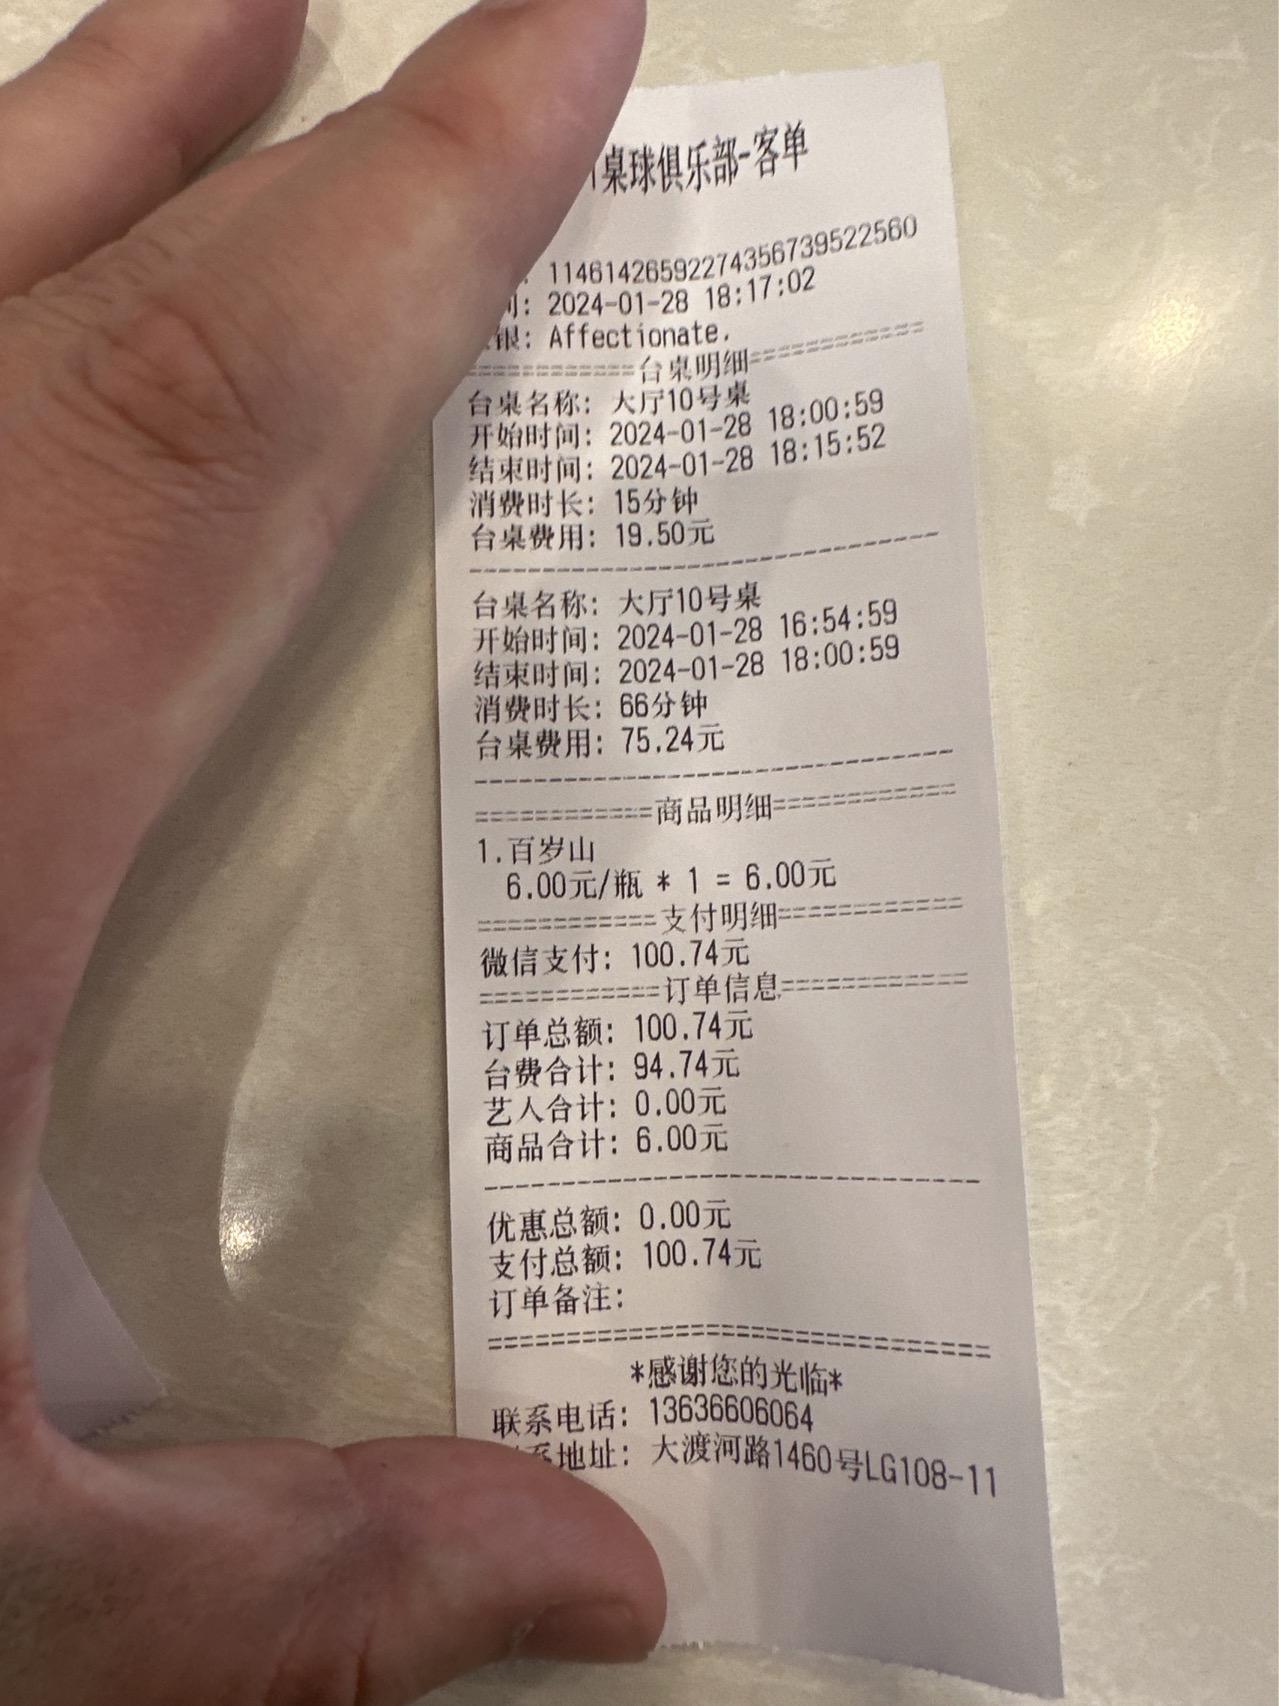 桌球俱乐部-客单
: 11461426592274356739522560
间: 2024-01-28 18:17:02
银: Affectionate.
============台桌明细============
台桌名称: 大厅10号桌
开始时间: 2024-01-28 18:00:59
结束时间: 2024-01-28 18:15:52
消费时长: 15分钟
台桌费用: 19.50元
--------------------------------
台桌名称: 大厅10号桌
开始时间: 2024-01-28 16:54:59
结束时间: 2024-01-28 18:00:59
消费时长: 66分钟
台桌费用: 75.24元
--------------------------------
============商品明细============
1.百岁山
6.00元/瓶 * 1 = 6.00元
============支付明细============
微信支付: 100.74元
============订单信息============
订单总额: 100.74元
台费合计: 94.74元
艺人合计: 0.00元
商品合计: 6.00元
--------------------------------
优惠总额: 0.00元
支付总额: 100.74元
订单备注:
================================
*感谢您的光临*
联系电话: 13636606064
系地址: 大渡河路1460号LG108-11